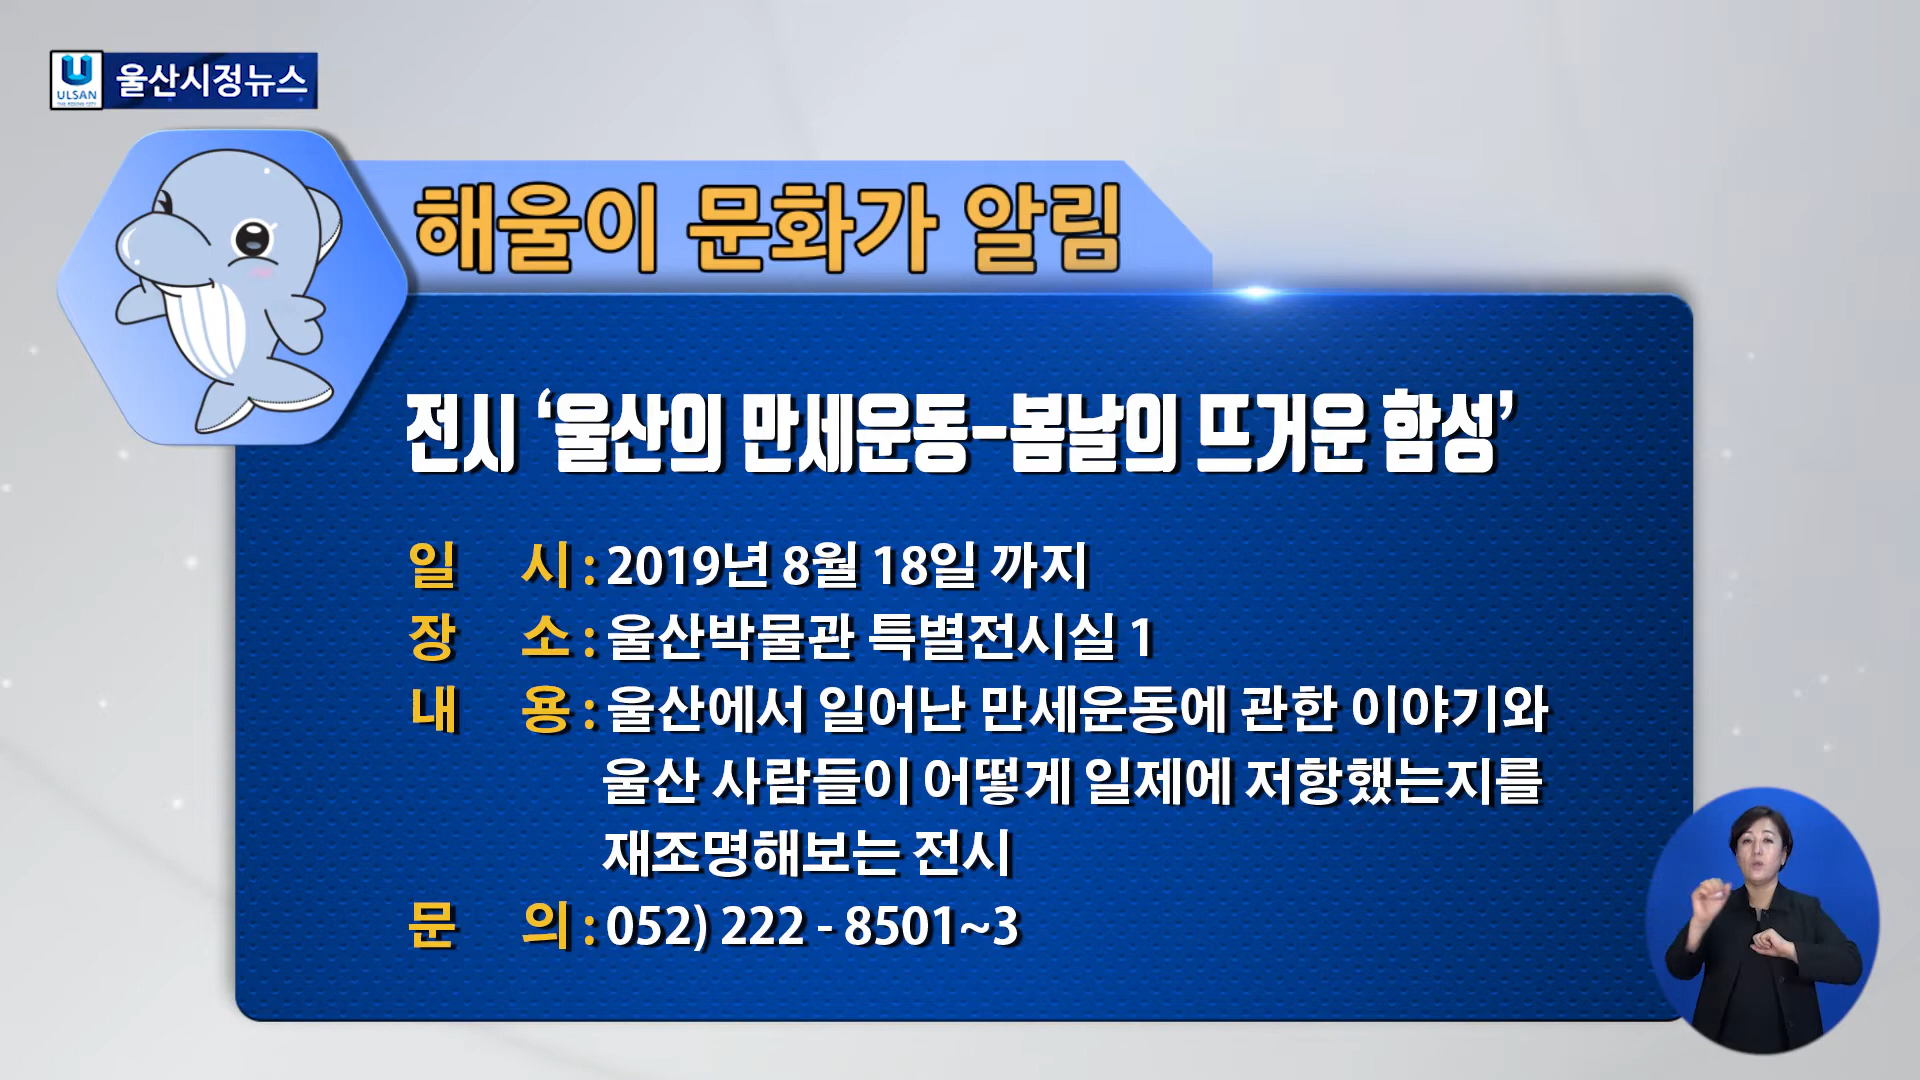 ULSAN
THE RISING CITY
울산시정뉴스
해울이 문화가 알림
전시 ‘울산의 만세운동-봄날의 뜨거운 함성’
일 시 : 2019년 8월 18일 까지
장 소 : 울산박물관 특별전시실 1
내 용 : 울산에서 일어난 만세운동에 관한 이야기와
울산 사람들이 어떻게 일제에 저항했는지를
재조명해보는 전시
문 의 : 052) 222 - 8501~3